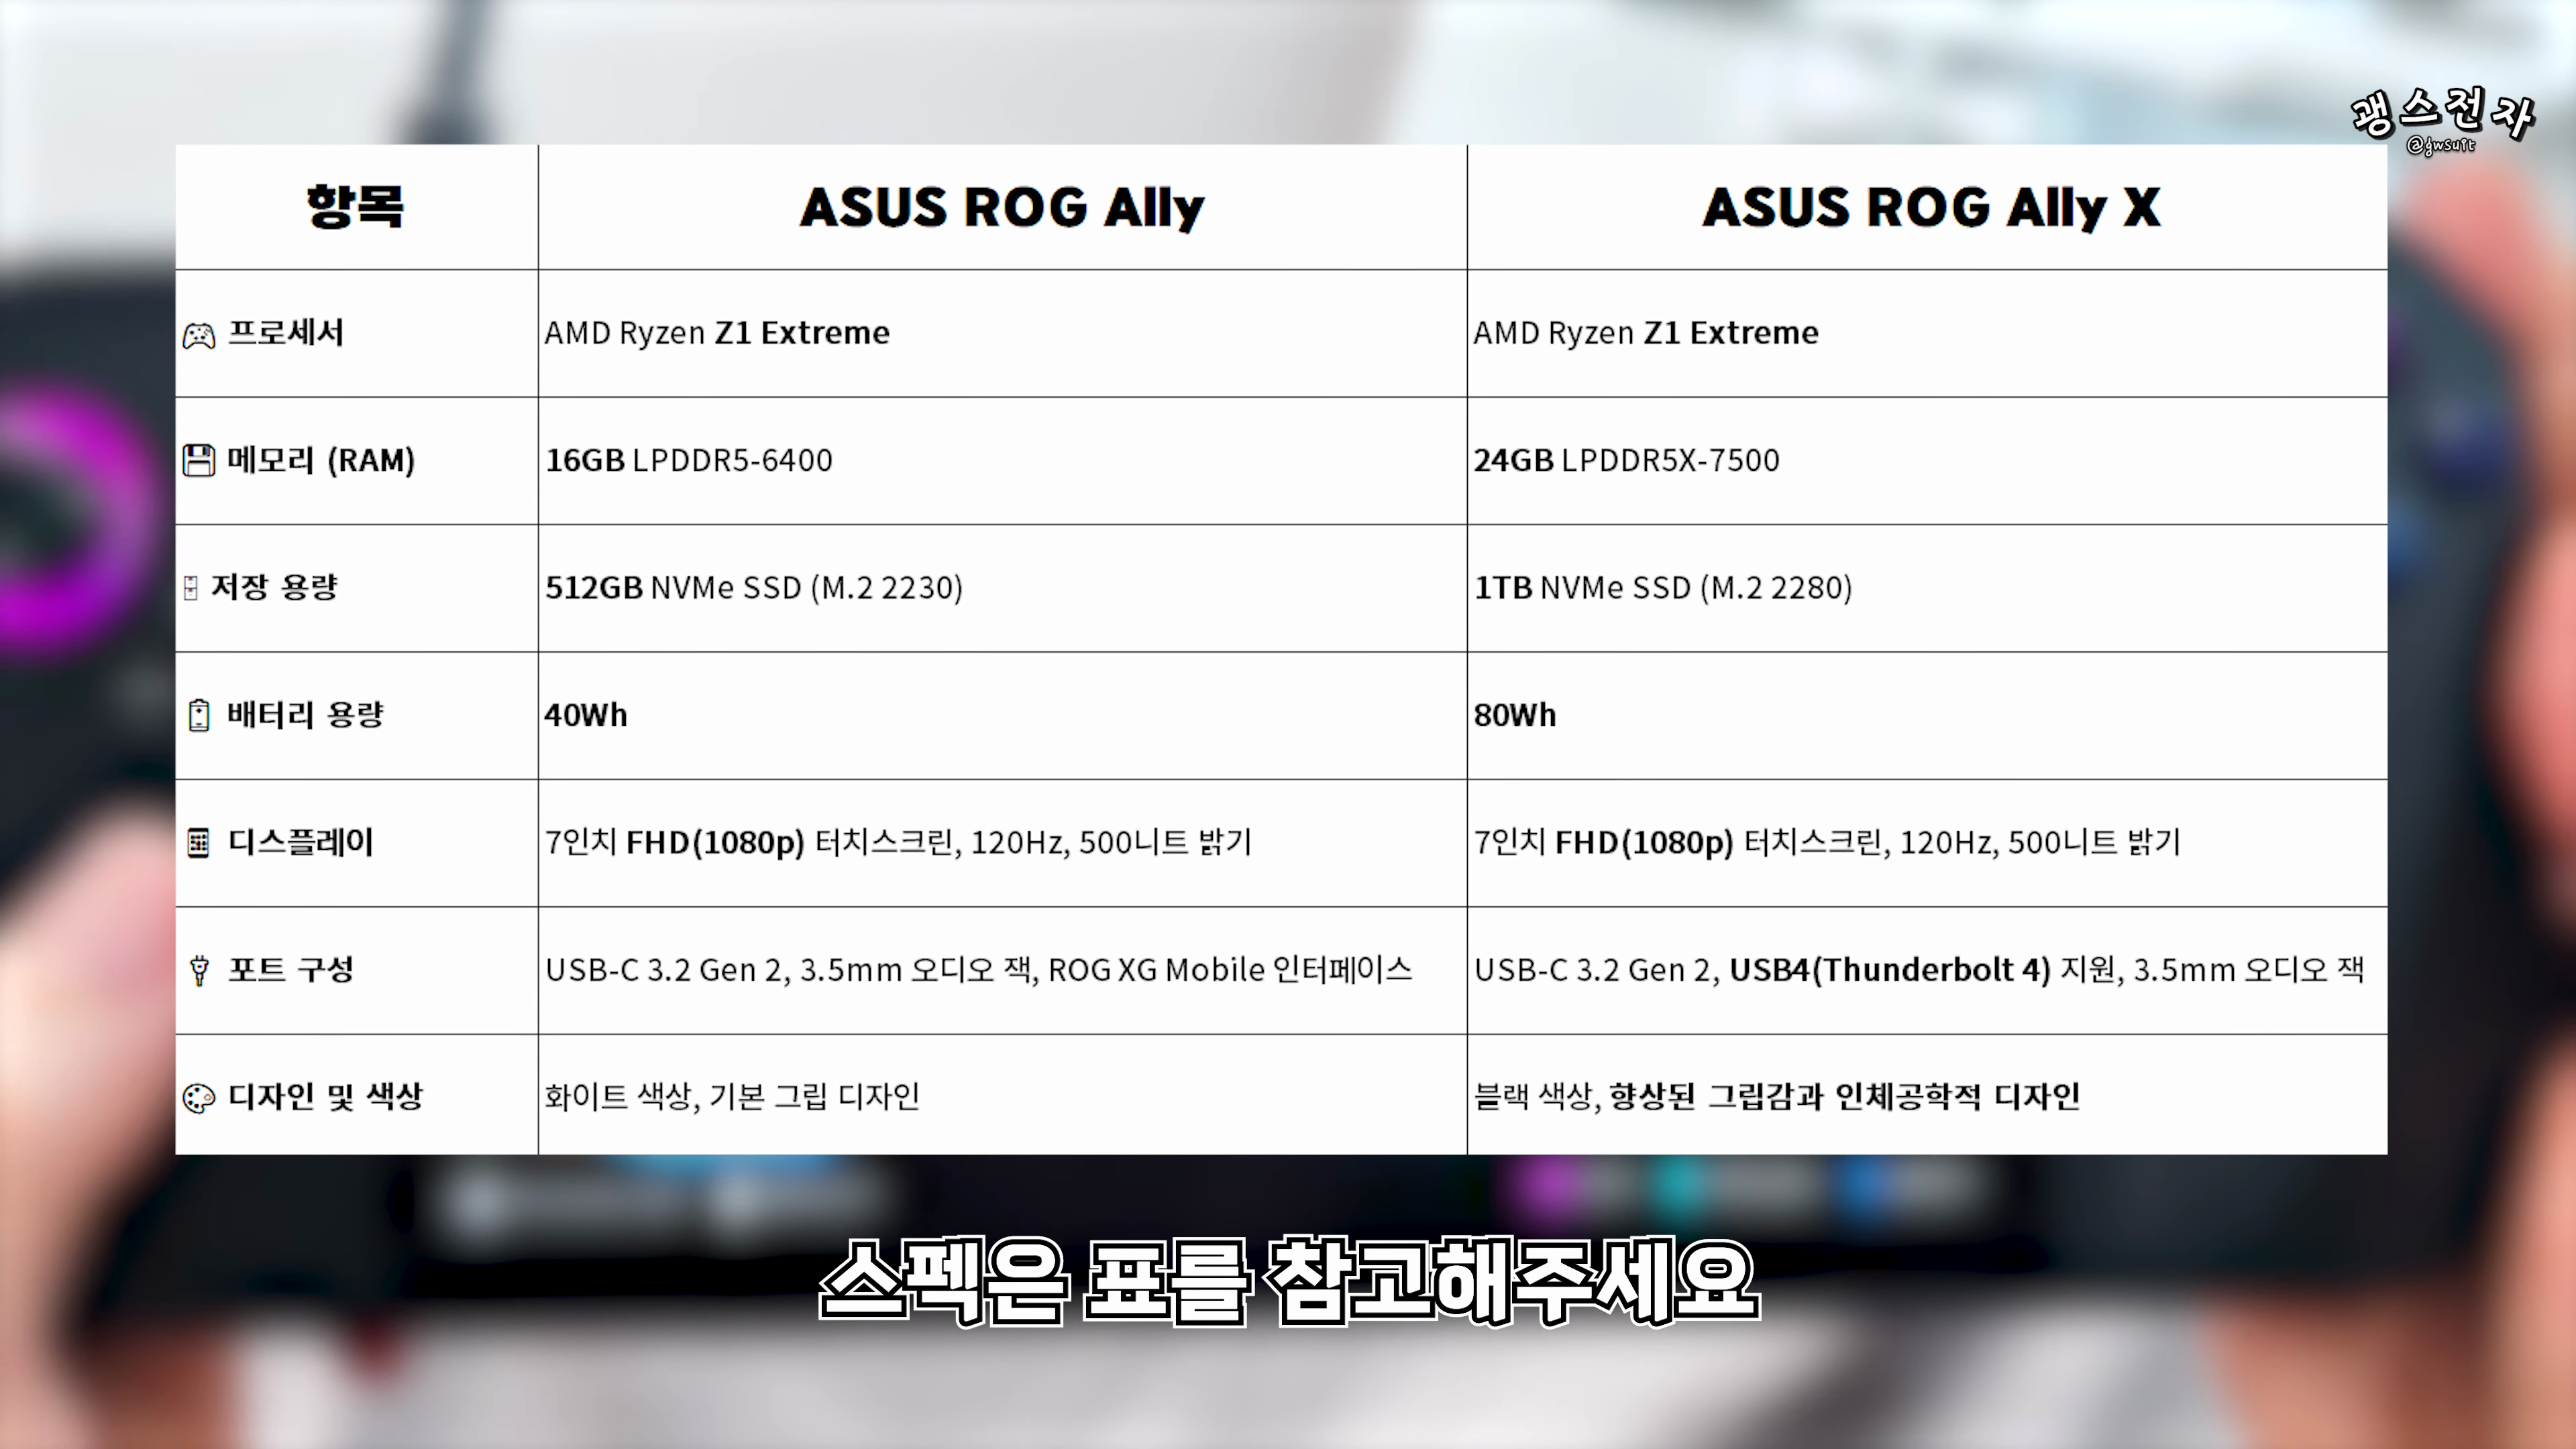 괭스전자
@gwsuit
항목 ASUS ROG Ally ASUS ROG Ally X
프로세서 AMD Ryzen Z1 Extreme AMD Ryzen Z1 Extreme
메모리 (RAM) 16GB LPDDR5-6400 24GB LPDDR5X-7500
저장 용량 512GB NVMe SSD (M.2 2230) 1TB NVMe SSD (M.2 2280)
배터리 용량 40Wh 80Wh
디스플레이 7인치 FHD(1080p) 터치스크린, 120Hz, 500니트 밝기 7인치 FHD(1080p) 터치스크린, 120Hz, 500니트 밝기
포트 구성 USB-C 3.2 Gen 2, 3.5mm 오디오 잭, ROG XG Mobile 인터페이스 USB-C 3.2 Gen 2, USB4(Thunderbolt 4) 지원, 3.5mm 오디오 잭
디자인 및 색상 화이트 색상, 기본 그립 디자인 블랙 색상, 향상된 그립감과 인체공학적 디자인
스펙은 표를 참고해주세요